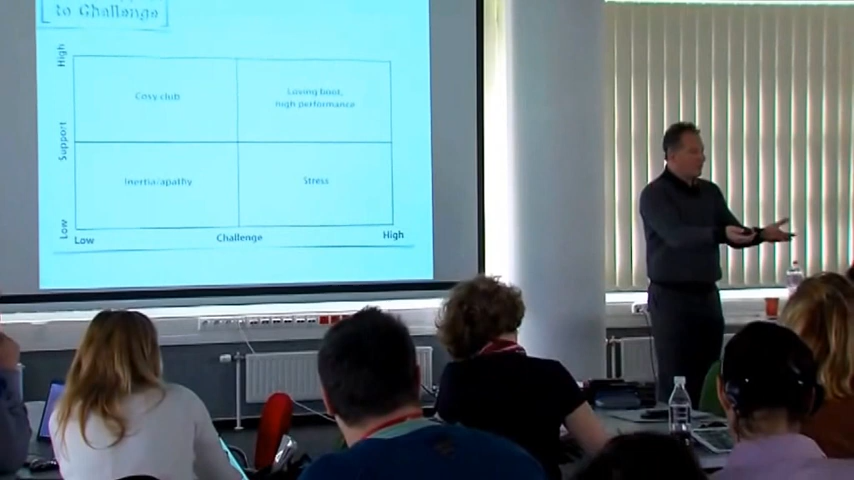 to Challenge
High
Cosy club
Loving boot,
high performance
Support
Inertia/apathy
Stress
Low
Low
Challenge
High